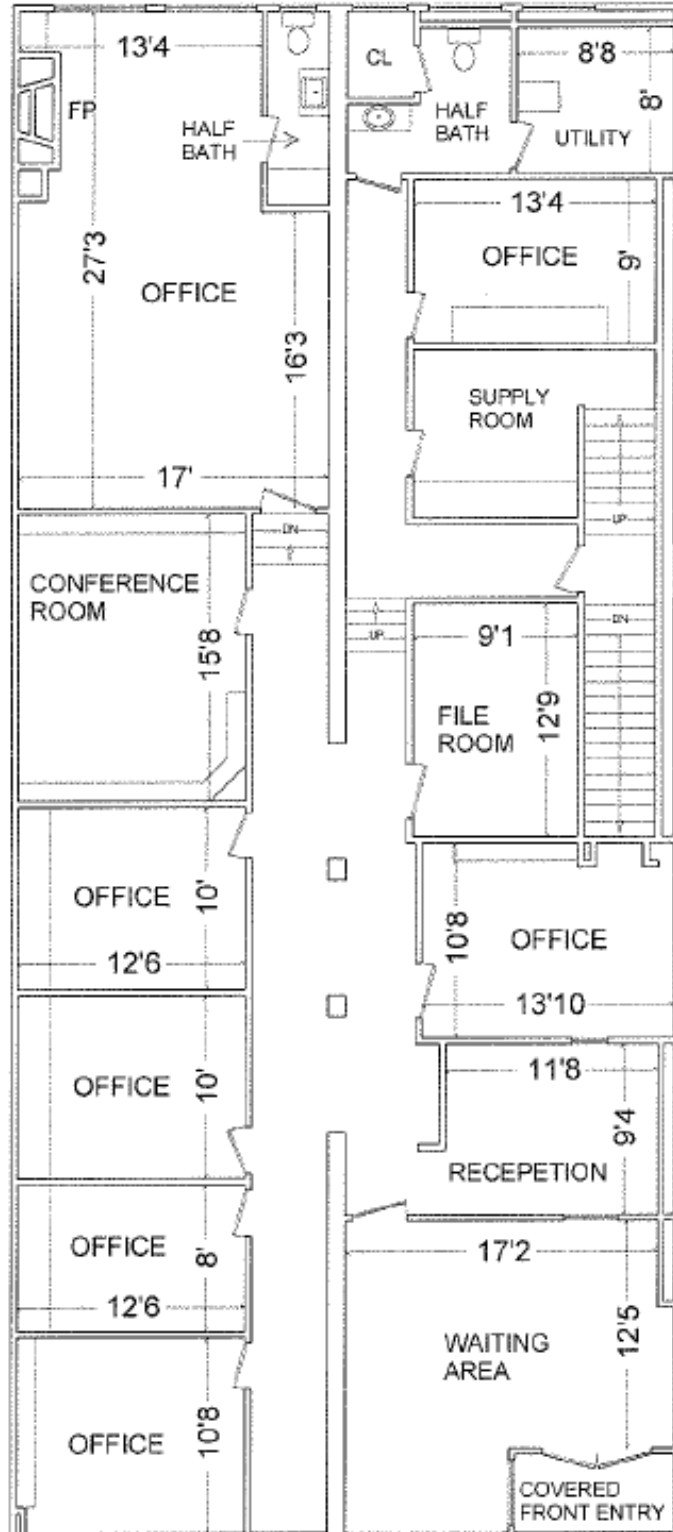 13'4
CL
8'8
FP
HALF
BATH
HALF
BATH
UTILITY
8'
27'3
OFFICE
16'3
17'
13'4
OFFICE
9'
SUPPLY
ROOM
UP
DN
DN
UP
CONFERENCE
ROOM
15'8
9'1
FILE
ROOM
12'9
OFFICE
10'
12'6
10'8
OFFICE
13'10
OFFICE
10'
11'8
9'4
RECEPETION
OFFICE
8'
12'6
17'2
12'5
WAITING
AREA
OFFICE
10'8
COVERED
FRONT ENTRY